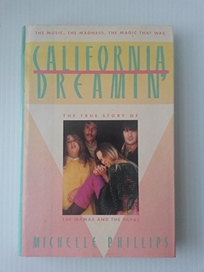 THE MUSIC, THE MADNESS, THE MAGIC THAT WAS
CALIFORNIA
DREAMIN'
THE TRUE STORY OF
THE MAMAS AND THE PAPAS
MICHELLE PHILLIPS